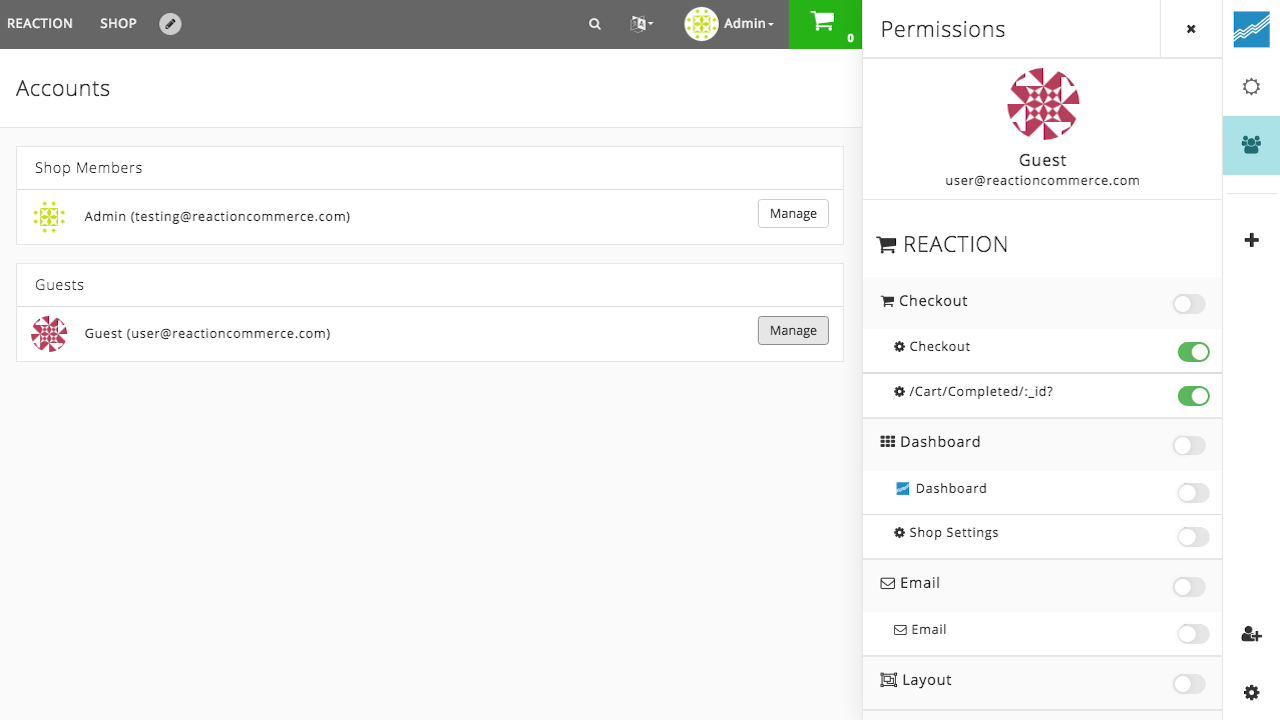 REACTION SHOP Admin 0
Accounts
Shop Members
Admin (testing@reactioncommerce.com) Manage
Guests
Guest (user@reactioncommerce.com) Manage
Permissions
Guest
user@reactioncommerce.com
REACTION
Checkout
Checkout
/Cart/Completed/:_id?
Dashboard
Dashboard
Shop Settings
Email
Email
Layout